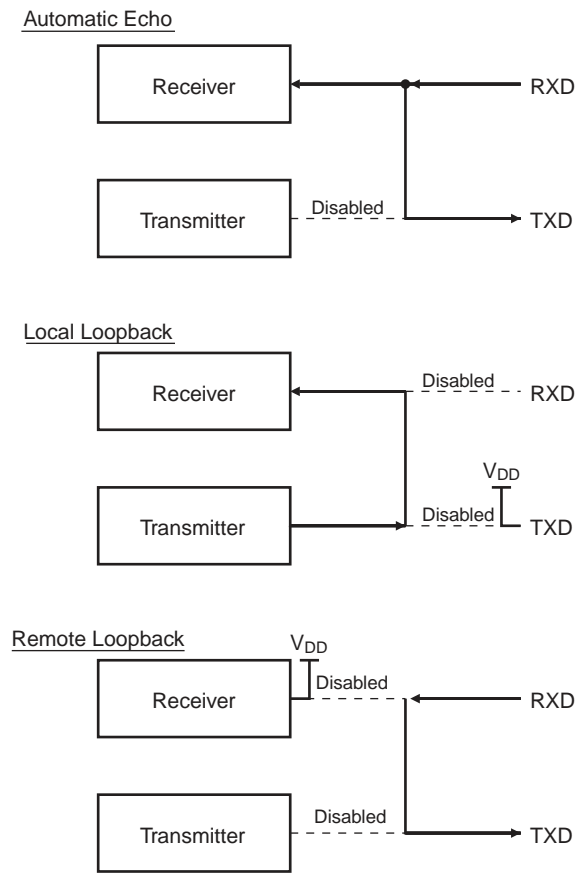 Automatic Echo
Receiver
RXD
Transmitter
Disabled
TXD
Local Loopback
Receiver
Disabled
RXD
VDD
Transmitter
Disabled
TXD
Remote Loopback
VDD
Receiver
Disabled
RXD
Transmitter
Disabled
TXD